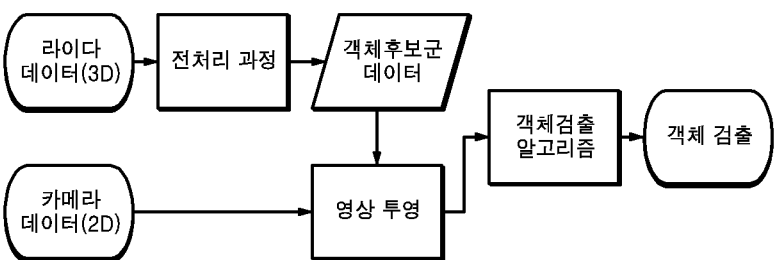 라이다
데이터(3D)
전처리 과정
객체후보군
데이터
객체검출
알고리즘
객체 검출
카메라
데이터(2D)
영상 투영